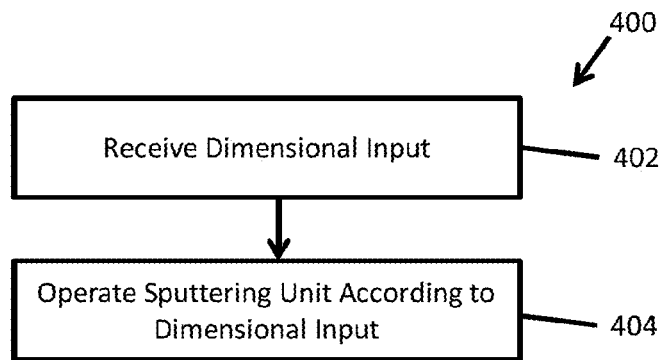 400
Receive Dimensional Input
402
Operate Sputtering Unit According to
Dimensional Input
404